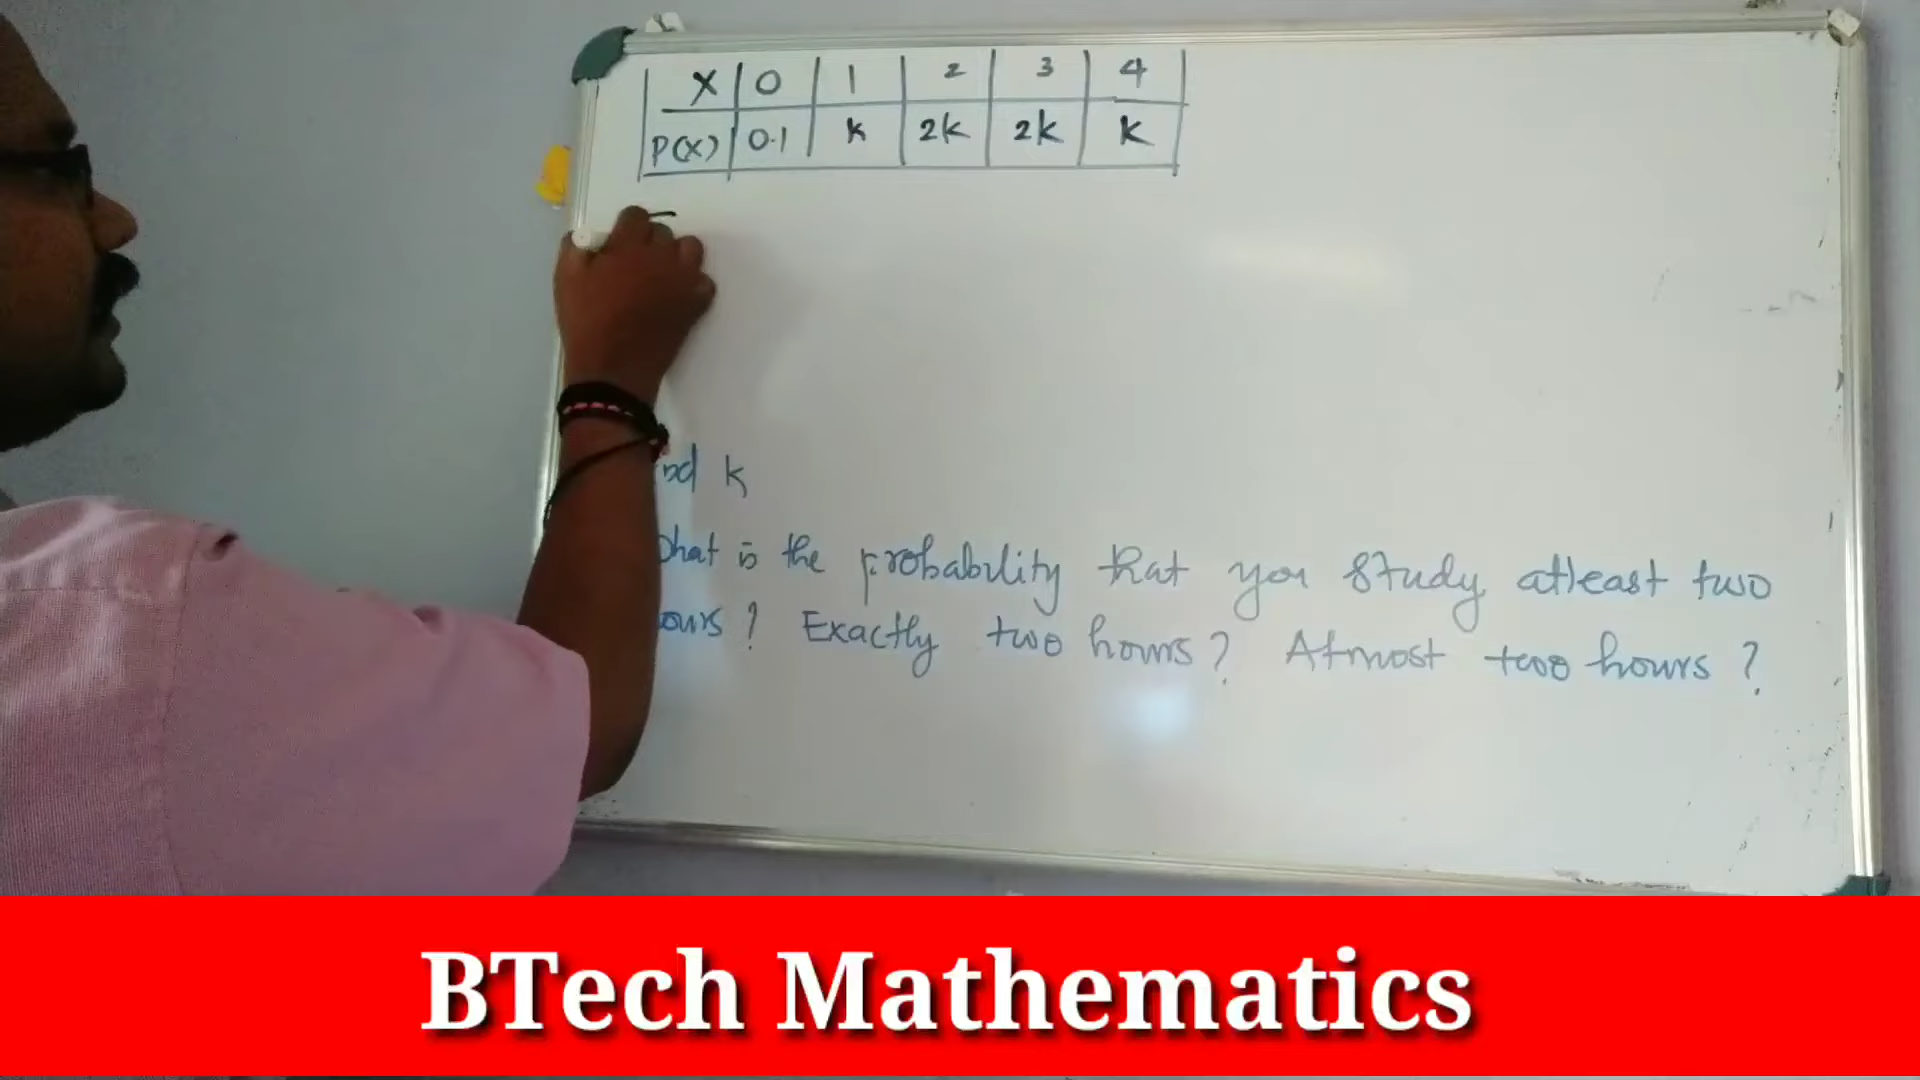 X 0 1 2 3 4
P(X) 0.1 k 2k 2k k
nd k
hat is the probability that you study atleast two
ours ? Exactly two hours ? Atmost two hours ?
BTech Mathematics